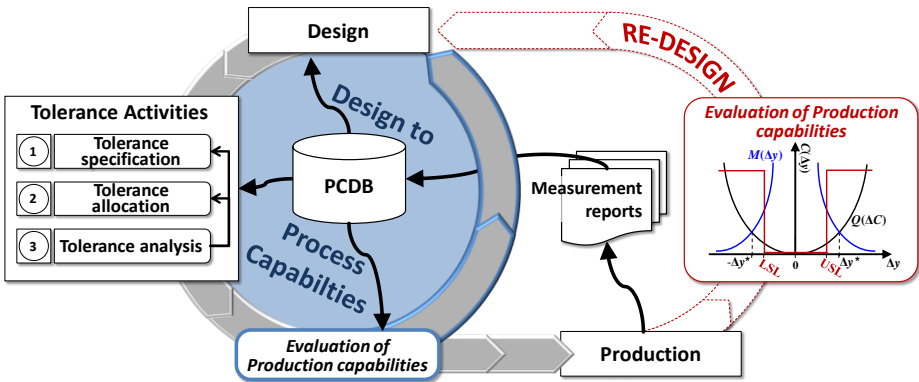 Design
RE-DESIGN
Tolerance Activities
1
Tolerance
specification
2
Tolerance
allocation
3
Tolerance analysis
Design to
PCDB
Process
Capabilties
Measurement
reports
Evaluation of Production
capabilities
C(Δy)
M(Δy)
Q(ΔC)
-Δy*
LSL
0
USL
Δy*
Δy
Evaluation of
Production capabilities
Production